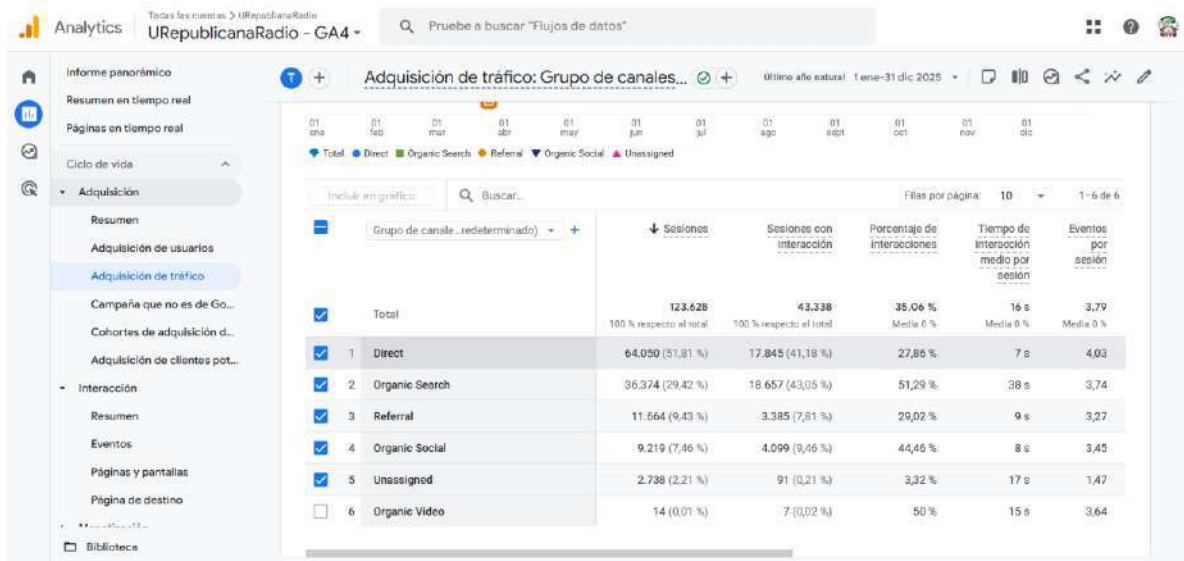 Todas las cuentas > URepublicanaRadio
Analytics
URepublicanaRadio - GA4
Pruebe a buscar "Flujos de datos"
Informe panorámico
Resumen en tiempo real
Páginas en tiempo real
Ciclo de vida
Adquisición
Resumen
Adquisición de usuarios
Adquisición de tráfico
Campaña que no es de Go...
Cohortes de adquisición d...
Adquisición de clientes pot...
Interacción
Resumen
Eventos
Páginas y pantallas
Página de destino
Biblioteca
T
Adquisición de tráfico: Grupo de canales...
Último año natural 1 ene-31 dic 2025
01 ene 01 feb 01 mar 01 abr 01 may 01 jun 01 jul 01 ago 01 sept 01 oct 01 nov 01 dic
Total Direct Organic Search Referral Organic Social Unassigned
Incluir en gráfico Buscar... Filas por página: 10 1-6 de 6
Grupo de canale...redeterminado) Sesiones Sesiones con interacción Porcentaje de interacciones Tiempo de interacción medio por sesión Eventos por sesión
Total 123.628 43.338 35,06 % 16 s 3,79
100 % respecto al total 100 % respecto al total Media 0 % Media 0 % Media 0 %
1 Direct 64.050 (51,81 %) 17.845 (41,18 %) 27,86 % 7 s 4,03
2 Organic Search 36.374 (29,42 %) 18.657 (43,05 %) 51,29 % 38 s 3,74
3 Referral 11.664 (9,43 %) 3.385 (7,81 %) 29,02 % 9 s 3,27
4 Organic Social 9.219 (7,46 %) 4.099 (9,46 %) 44,46 % 8 s 3,45
5 Unassigned 2.738 (2,21 %) 91 (0,21 %) 3,32 % 17 s 1,47
6 Organic Video 14 (0,01 %) 7 (0,02 %) 50 % 15 s 3,64